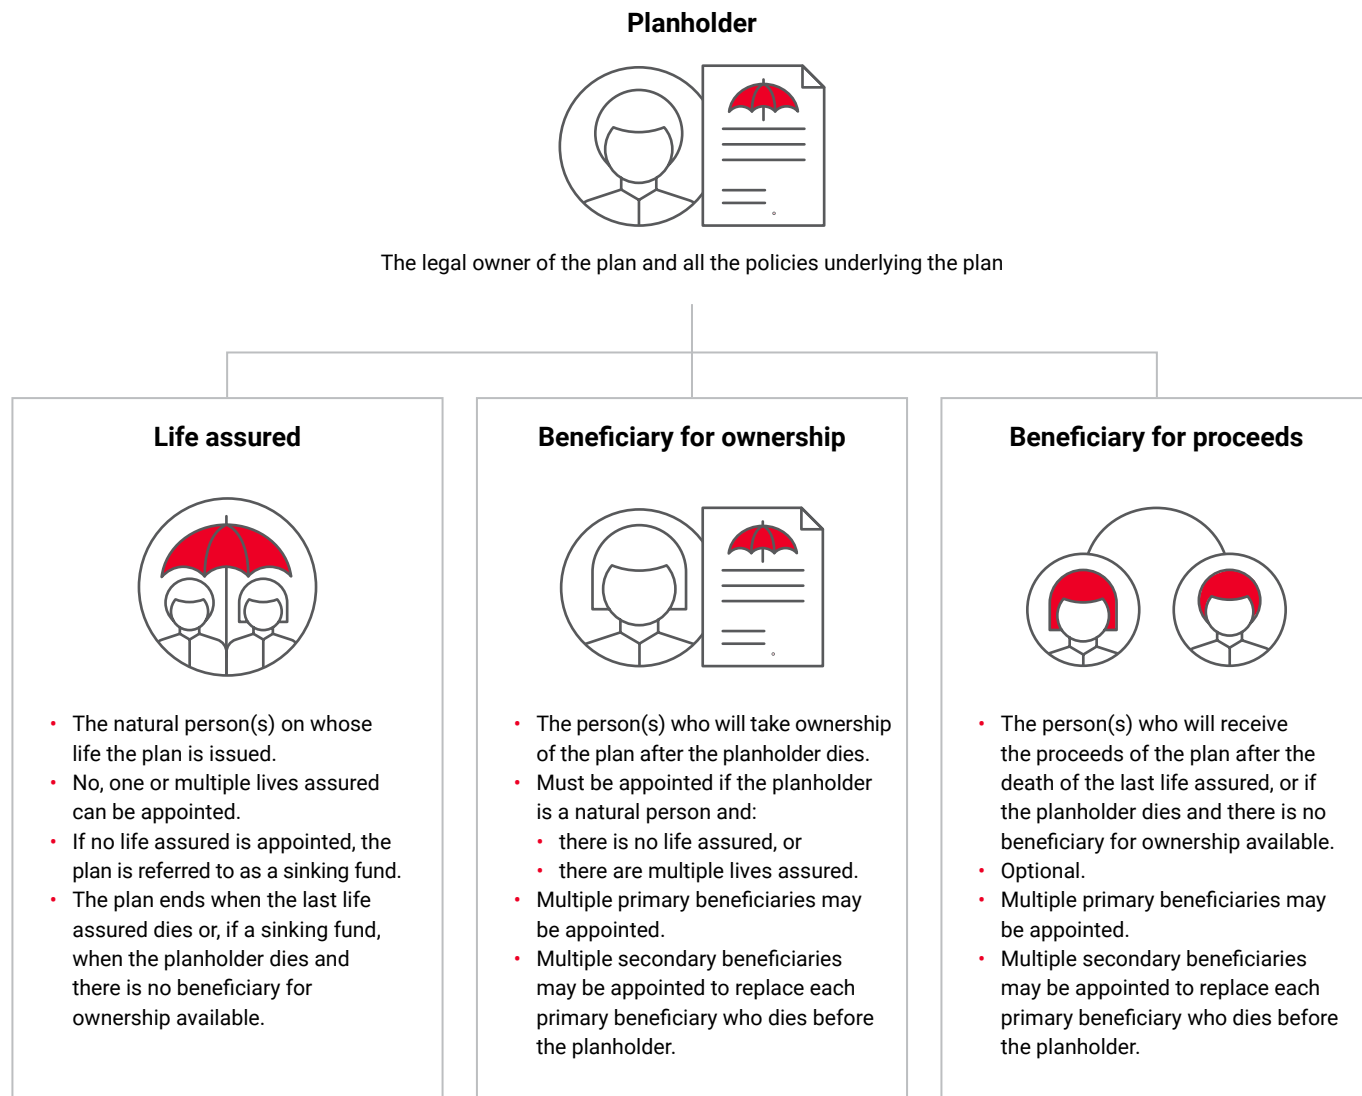 Planholder
The legal owner of the plan and all the policies underlying the plan
Life assured
• The natural person(s) on whose
life the plan is issued.
• No, one or multiple lives assured
can be appointed.
• If no life assured is appointed, the
plan is referred to as a sinking fund.
• The plan ends when the last life
assured dies or, if a sinking fund,
when the planholder dies and
there is no beneficiary for
ownership available.
Beneficiary for ownership
• The person(s) who will take ownership
of the plan after the planholder dies.
• Must be appointed if the planholder
is a natural person and:
• there is no life assured, or
• there are multiple lives assured.
• Multiple primary beneficiaries may
be appointed.
• Multiple secondary beneficiaries
may be appointed to replace each
primary beneficiary who dies before
the planholder.
Beneficiary for proceeds
• The person(s) who will receive
the proceeds of the plan after the
death of the last life assured, or if
the planholder dies and there is no
beneficiary for ownership available.
• Optional.
• Multiple primary beneficiaries may
be appointed.
• Multiple secondary beneficiaries
may be appointed to replace each
primary beneficiary who dies before
the planholder.